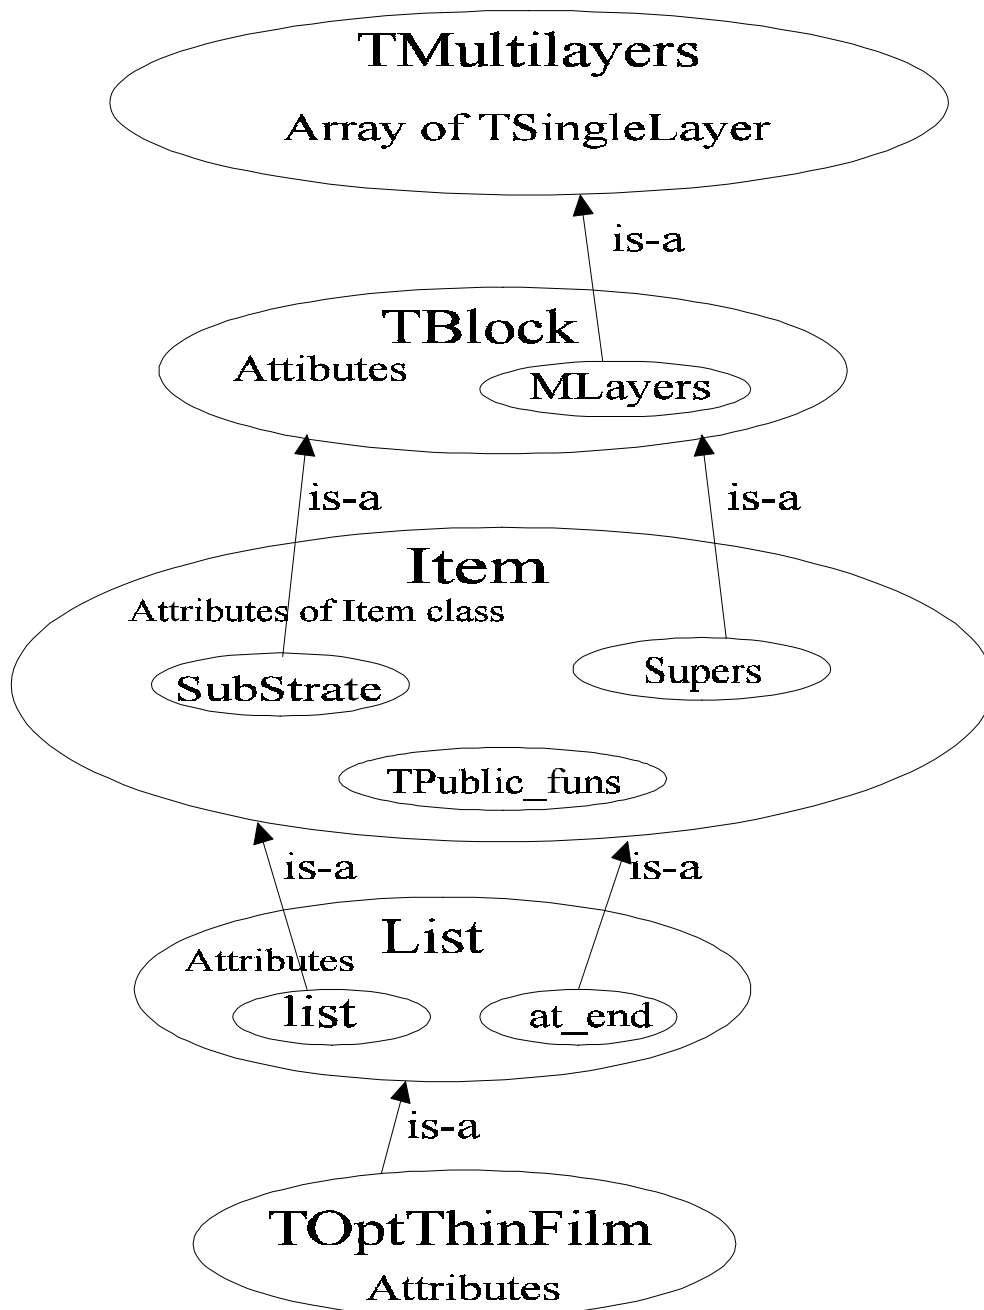 TMultilayers
Array of TSingleLayer
is-a
TBlock
Attibutes
MLayers
is-a
is-a
Item
Attributes of Item class
SubStrate
Supers
TPublic_funs
is-a
is-a
List
Attributes
list
at_end
is-a
TOptThinFilm
Attributes